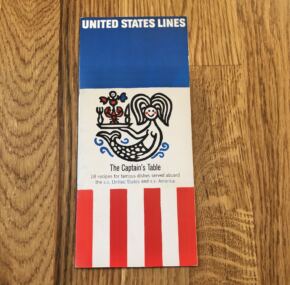 UNITED STATES LINES
The Captain's Table
18 recipes for famous dishes served aboard
the s.s. United States and s.s. America